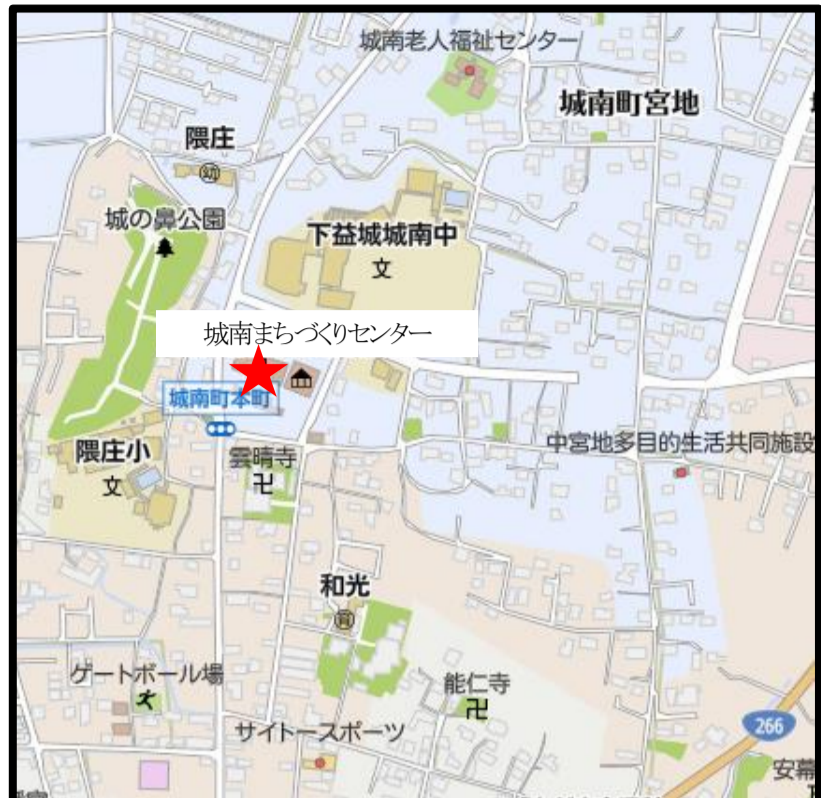 城南老人福祉センター
城南町宮地
隈庄
幼
城の鼻公園
下益城城南中
文
城南まちづくりセンター
城南町本町
隈庄小
文
雲晴寺
中宮地多目的生活共同施設
和光
育
ゲートボール場
能仁寺
サイトースポーツ
266
安幕